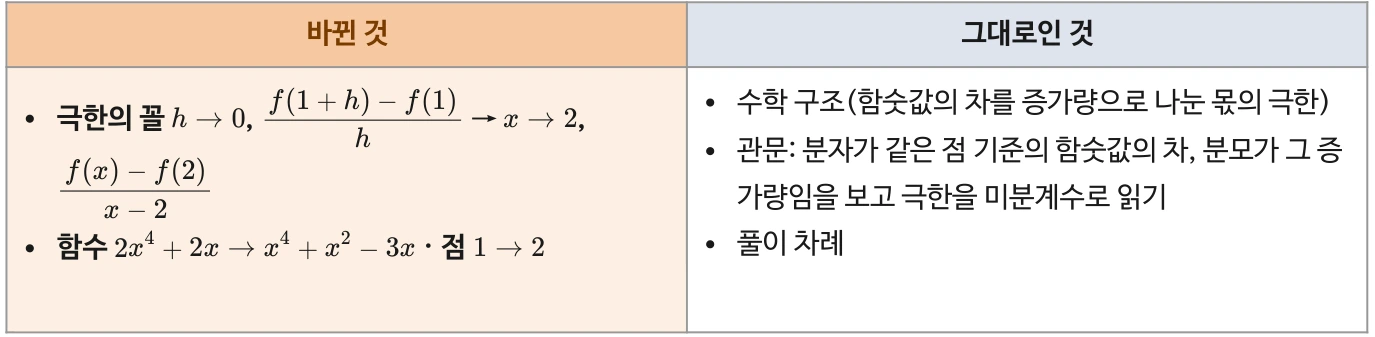 바뀐 것
• 극한의 꼴 h → 0, \frac{f(1 + h) − f(1)}{h} → x → 2,
\frac{f(x) − f(2)}{x − 2}
• 함수 2x⁴ + 2x → x⁴ + x² − 3x · 점 1 → 2
그대로인 것
• 수학 구조(함숫값의 차를 증가량으로 나눈 몫의 극한)
• 관문: 분자가 같은 점 기준의 함숫값의 차, 분모가 그 증
가량임을 보고 극한을 미분계수로 읽기
• 풀이 차례